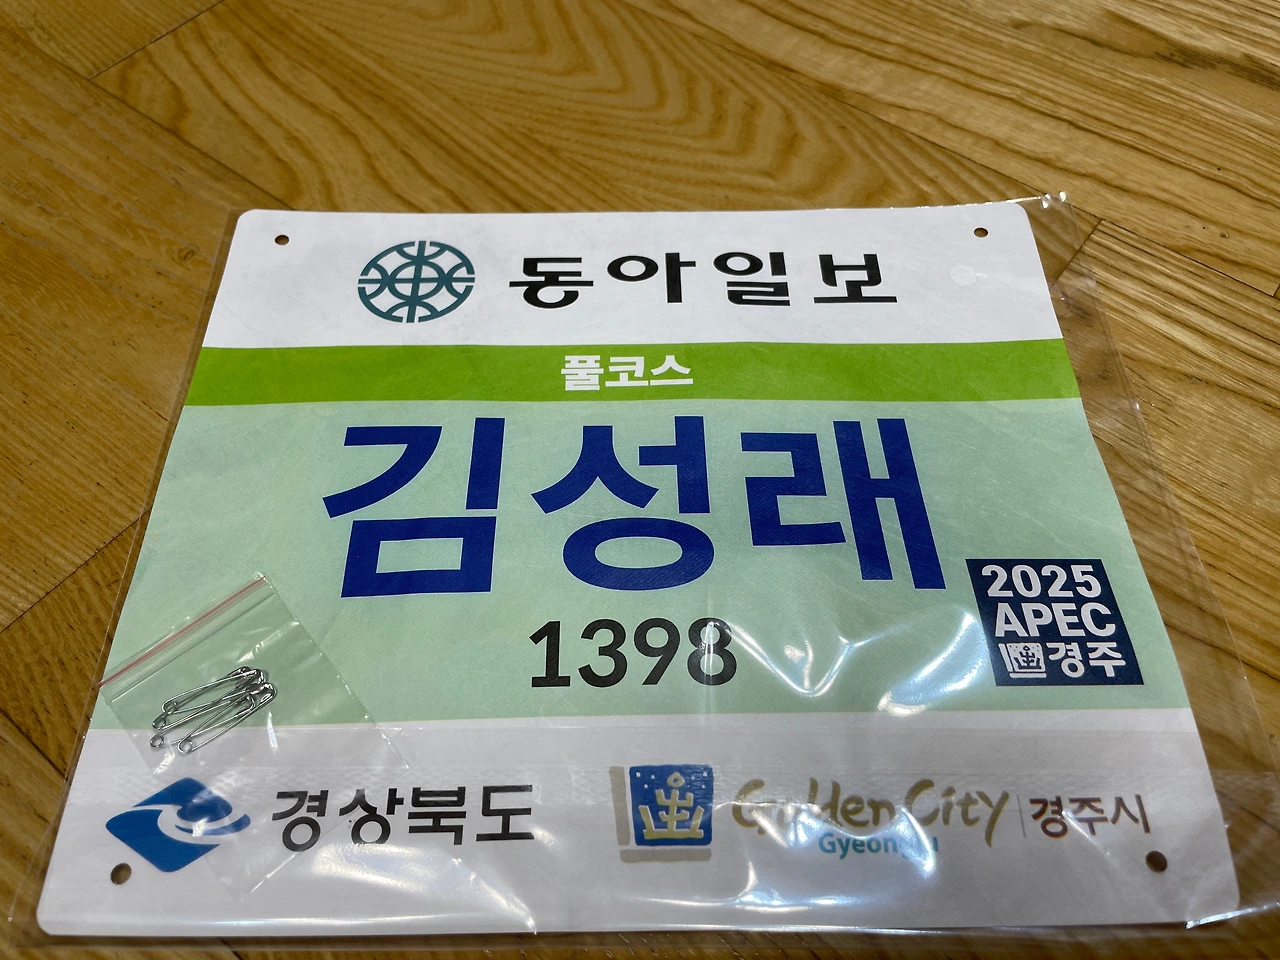 동아일보
풀코스
김성래
1398
2025
APEC
경주
경상북도
Golden City 경주시
Gyeongju